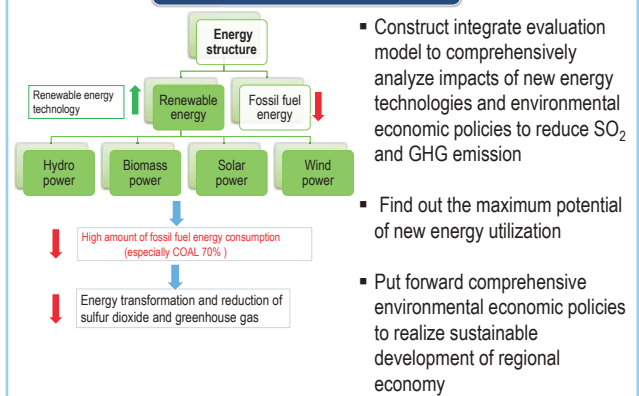 Energy
structure
Renewable energy
technology
Renewable
energy
Fossil fuel
energy
Hydro
power
Biomass
power
Solar
power
Wind
power
High amount of fossil fuel energy consumption
(especially COAL 70% )
Energy transformation and reduction of
sulfur dioxide and greenhouse gas
▪ Construct integrate evaluation
model to comprehensively
analyze impacts of new energy
technologies and environmental
economic policies to reduce SO₂
and GHG emission
▪ Find out the maximum potential
of new energy utilization
▪ Put forward comprehensive
environmental economic policies
to realize sustainable
development of regional
economy